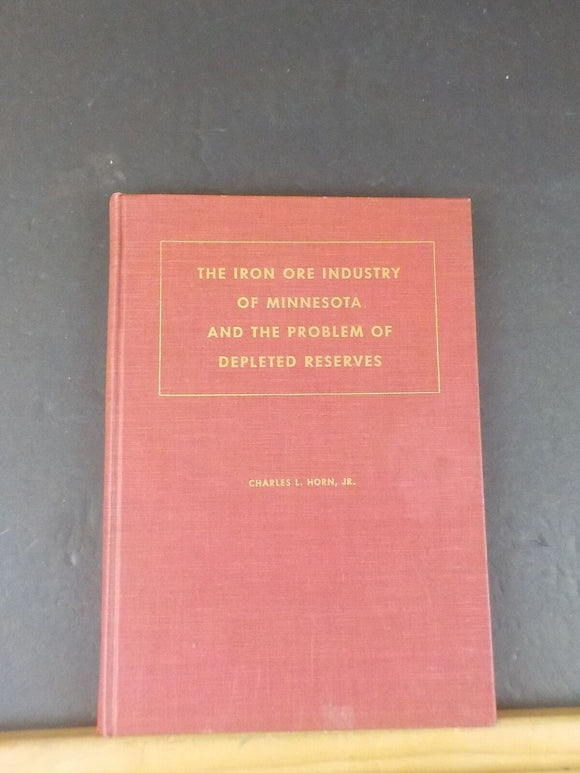 THE IRON ORE INDUSTRY
OF MINNESOTA
AND THE PROBLEM OF
DEPLETED RESERVES
CHARLES L. HORN, JR.